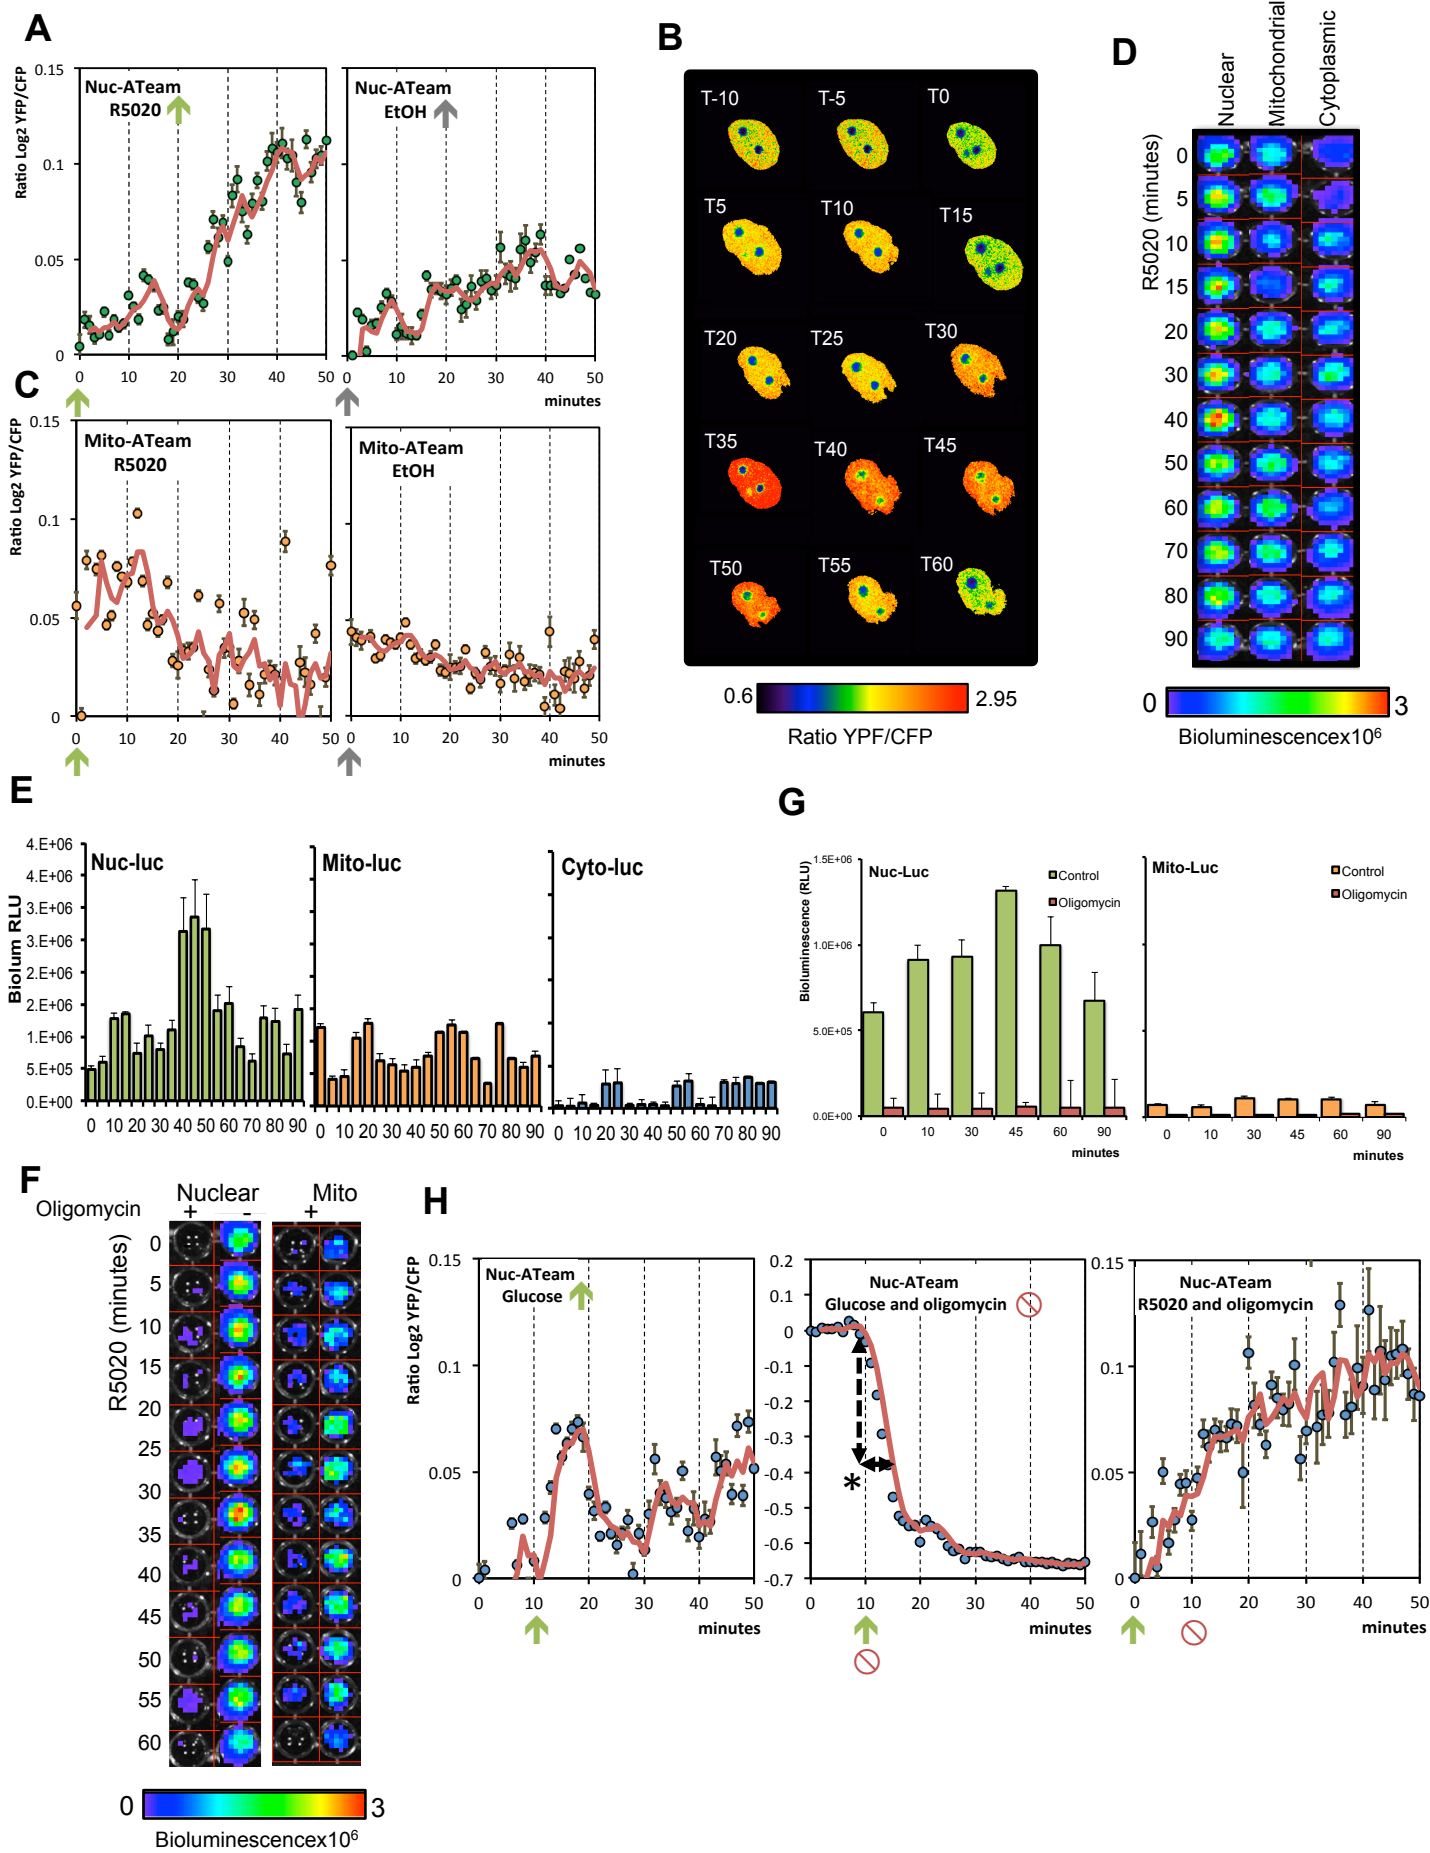 A
Ratio Log2 YFP/CFP
0.15
0.1
0.05
0
Nuc-ATeam
R5020
0 10 20 30 40 50
Nuc-ATeam
EtOH
0 10 20 30 40 50
minutes
B
T-10 T-5 T0
T5 T10 T15
T20 T25 T30
T35 T40 T45
T50 T55 T60
0.6 2.95
Ratio YPF/CFP
C
Ratio Log2 YFP/CFP
0.15
0.1
0.05
0
Mito-ATeam
R5020
0 10 20 30 40 50
Mito-ATeam
EtOH
0 10 20 30 40 50
minutes
D
Nuclear
Mitochondrial
Cytoplasmic
R5020 (minutes)
0
5
10
15
20
30
40
50
60
70
80
90
0 3
Bioluminescencex10⁶
E
Biolum RLU
4.E+06
4.E+06
3.E+06
3.E+06
2.E+06
2.E+06
1.E+06
1.E+06
5.E+05
0.E+00
Nuc-luc
0 10 20 30 40 50 60 70 80 90
Mito-luc
0 10 20 30 40 50 60 70 80 90
Cyto-luc
0 10 20 30 40 50 60 70 80 90
G
Bioluminescence (RLU)
1.5E+06
1.0E+06
5.0E+05
0.0E+00
Nuc-Luc
Control
Oligomycin
0 10 30 45 60 90
minutes
Mito-Luc
Control
Oligomycin
0 10 30 45 60 90
minutes
F
Nuclear Mito
Oligomycin + - +
R5020 (minutes)
0
5
10
15
20
25
30
35
40
45
50
55
60
0 3
Bioluminescencex10⁶
H
Ratio Log2 YFP/CFP
0.15
0.1
0.05
0
Nuc-ATeam
Glucose
0 10 20 30 40 50
minutes
0.2
0.1
0
-0.1
-0.2
-0.3
-0.4
-0.5
-0.6
-0.7
Nuc-ATeam
Glucose and oligomycin
*
0 10 20 30 40 50
minutes
0.15
0.1
0.05
0
Nuc-ATeam
R5020 and oligomycin
0 10 20 30 40 50
minutes